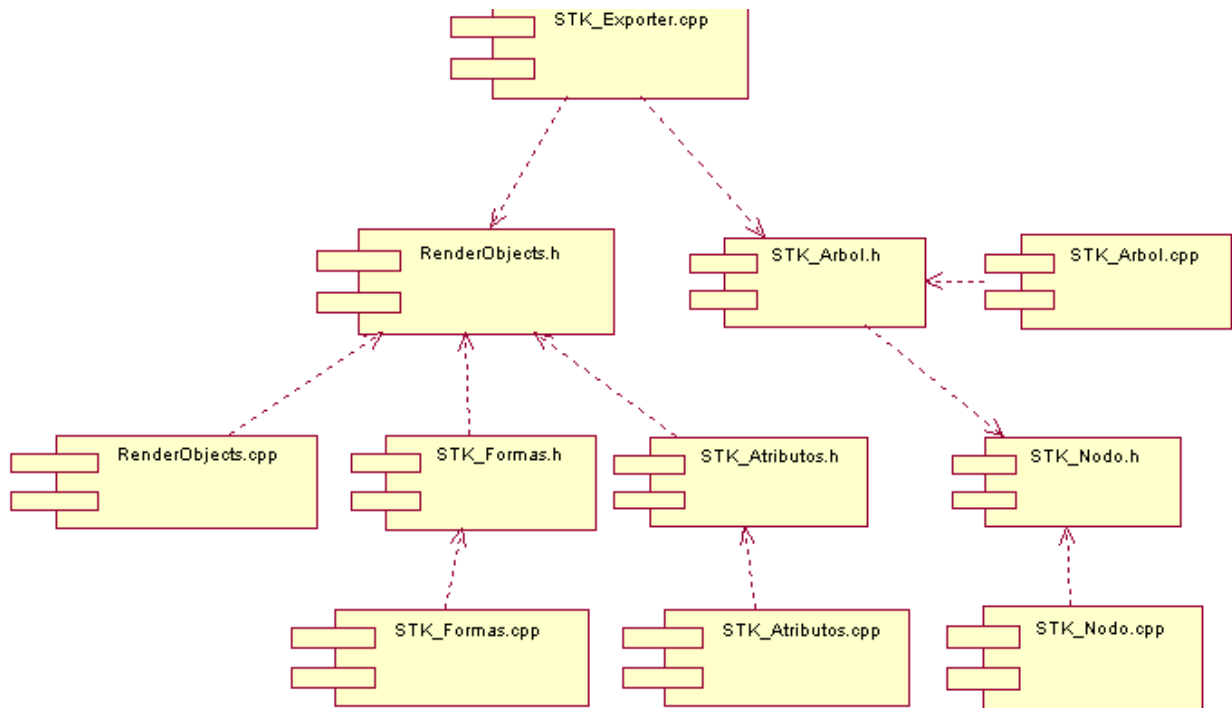 STK_Exporter.cpp
RenderObjects.h
STK_Arbol.h
STK_Arbol.cpp
RenderObjects.cpp
STK_Formas.h
STK_Atributos.h
STK_Nodo.h
STK_Formas.cpp
STK_Atributos.cpp
STK_Nodo.cpp